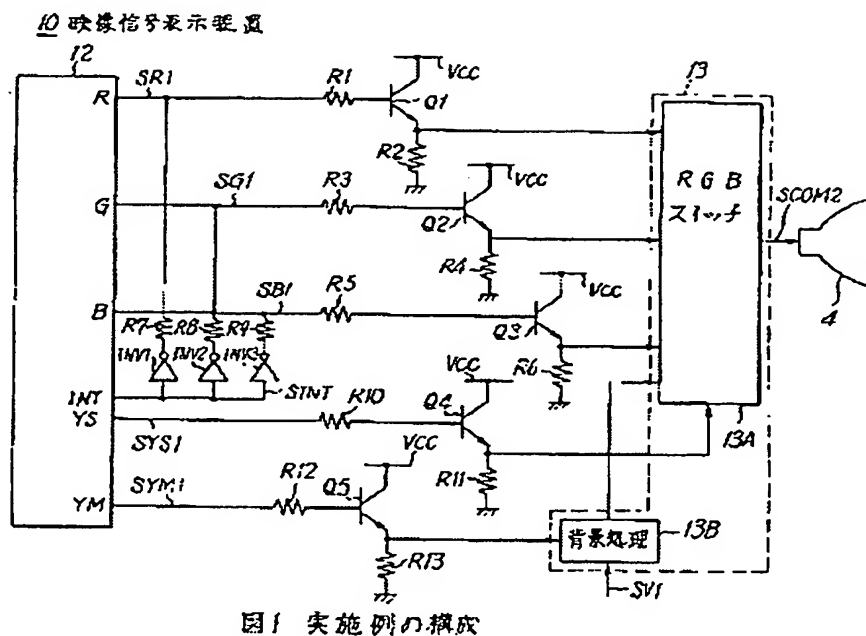 10 映像信号表示装置
12
13
R
SR1
R1
Q1
VCC
R2
G
SG1
R3
Q2
VCC
R4
RGB
スイッチ
SCOM2
4
B
SB1
R5
Q3
VCC
R6
R7
R8
R9
INV1
INV2
INV3
INT
SINT
YS
SYS1
R10
Q4
VCC
R11
13A
YM
SYM1
R12
Q5
VCC
R13
背景処理
13B
SV1
図1 実施例の構成